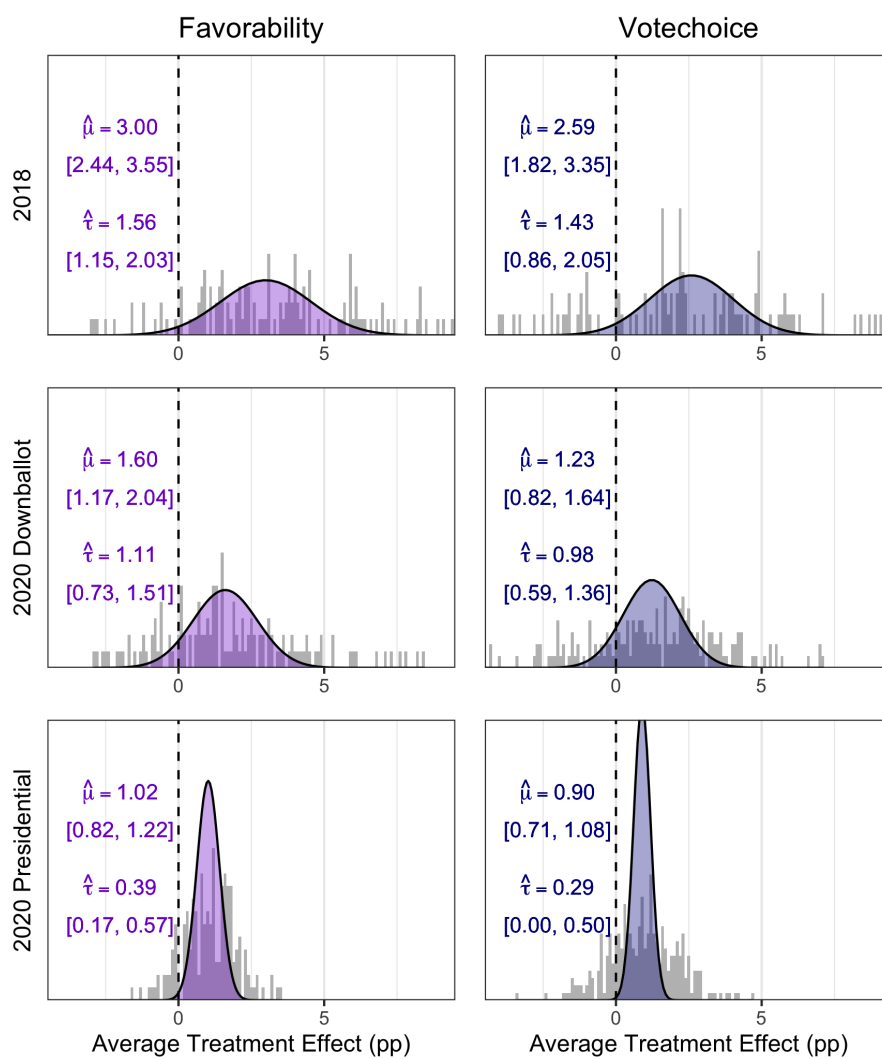 Favorability
Votechoice
2018
μ̂ = 3.00
[2.44, 3.55]
τ̂ = 1.56
[1.15, 2.03]
0
5
μ̂ = 2.59
[1.82, 3.35]
τ̂ = 1.43
[0.86, 2.05]
0
5
2020 Downballot
μ̂ = 1.60
[1.17, 2.04]
τ̂ = 1.11
[0.73, 1.51]
0
5
μ̂ = 1.23
[0.82, 1.64]
τ̂ = 0.98
[0.59, 1.36]
0
5
2020 Presidential
μ̂ = 1.02
[0.82, 1.22]
τ̂ = 0.39
[0.17, 0.57]
0
5
Average Treatment Effect (pp)
μ̂ = 0.90
[0.71, 1.08]
τ̂ = 0.29
[0.00, 0.50]
0
5
Average Treatment Effect (pp)